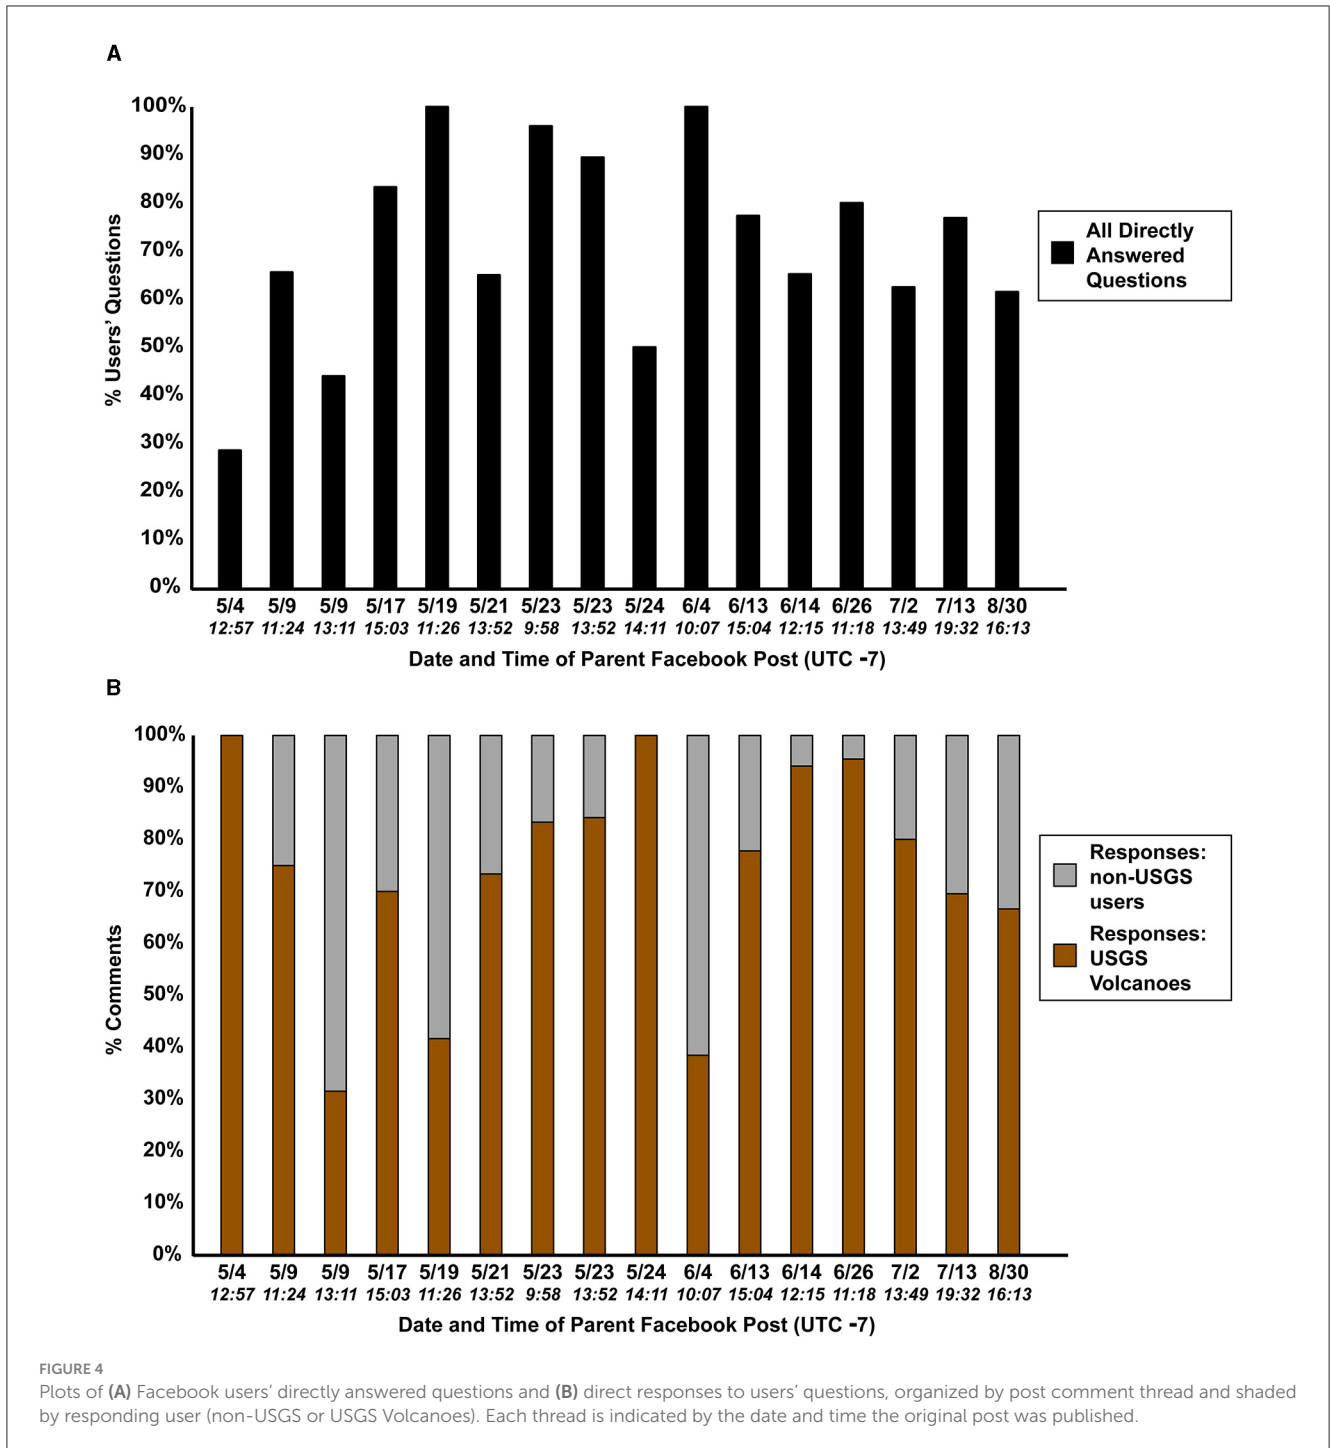 A
100%
90%
80%
70%
60%
50%
40%
30%
20%
10%
0%
% Users' Questions
All Directly
Answered
Questions
5/4 5/9 5/9 5/17 5/19 5/21 5/23 5/23 5/24 6/4 6/13 6/14 6/26 7/2 7/13 8/30
12:57 11:24 13:11 15:03 11:26 13:52 9:58 13:52 14:11 10:07 15:04 12:15 11:18 13:49 19:32 16:13
Date and Time of Parent Facebook Post (UTC -7)
B
100%
90%
80%
70%
60%
50%
40%
30%
20%
10%
0%
% Comments
Responses:
non-USGS
users
Responses:
USGS
Volcanoes
5/4 5/9 5/9 5/17 5/19 5/21 5/23 5/23 5/24 6/4 6/13 6/14 6/26 7/2 7/13 8/30
12:57 11:24 13:11 15:03 11:26 13:52 9:58 13:52 14:11 10:07 15:04 12:15 11:18 13:49 19:32 16:13
Date and Time of Parent Facebook Post (UTC -7)
FIGURE 4
Plots of (A) Facebook users' directly answered questions and (B) direct responses to users' questions, organized by post comment thread and shaded
by responding user (non-USGS or USGS Volcanoes). Each thread is indicated by the date and time the original post was published.